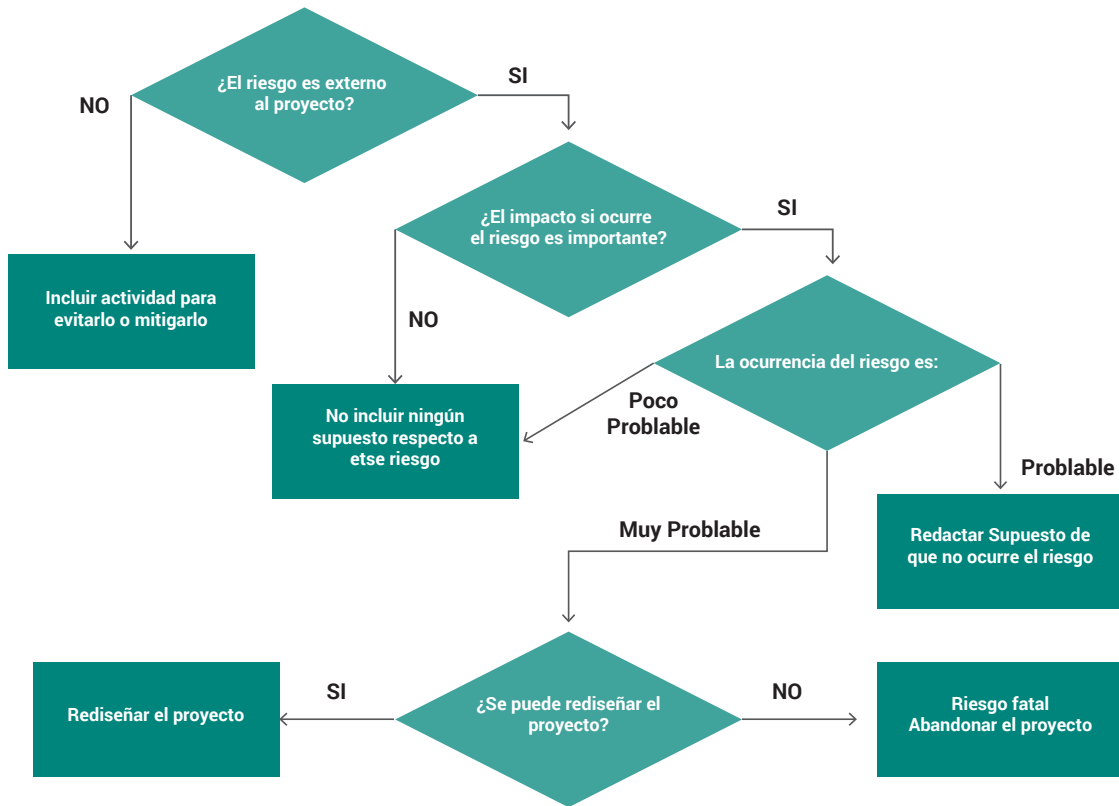 ¿El riesgo es externo
al proyecto?
SI
NO
¿El impacto si ocurre
el riesgo es importante?
SI
Incluir actividad para
evitarlo o mitigarlo
NO
La ocurrencia del riesgo es:
Poco
Problable
No incluir ningún
supuesto respecto a
etse riesgo
Problable
Muy Problable
Redactar Supuesto de
que no ocurre el riesgo
SI
NO
Rediseñar el proyecto
¿Se puede rediseñar el
proyecto?
Riesgo fatal
Abandonar el proyecto